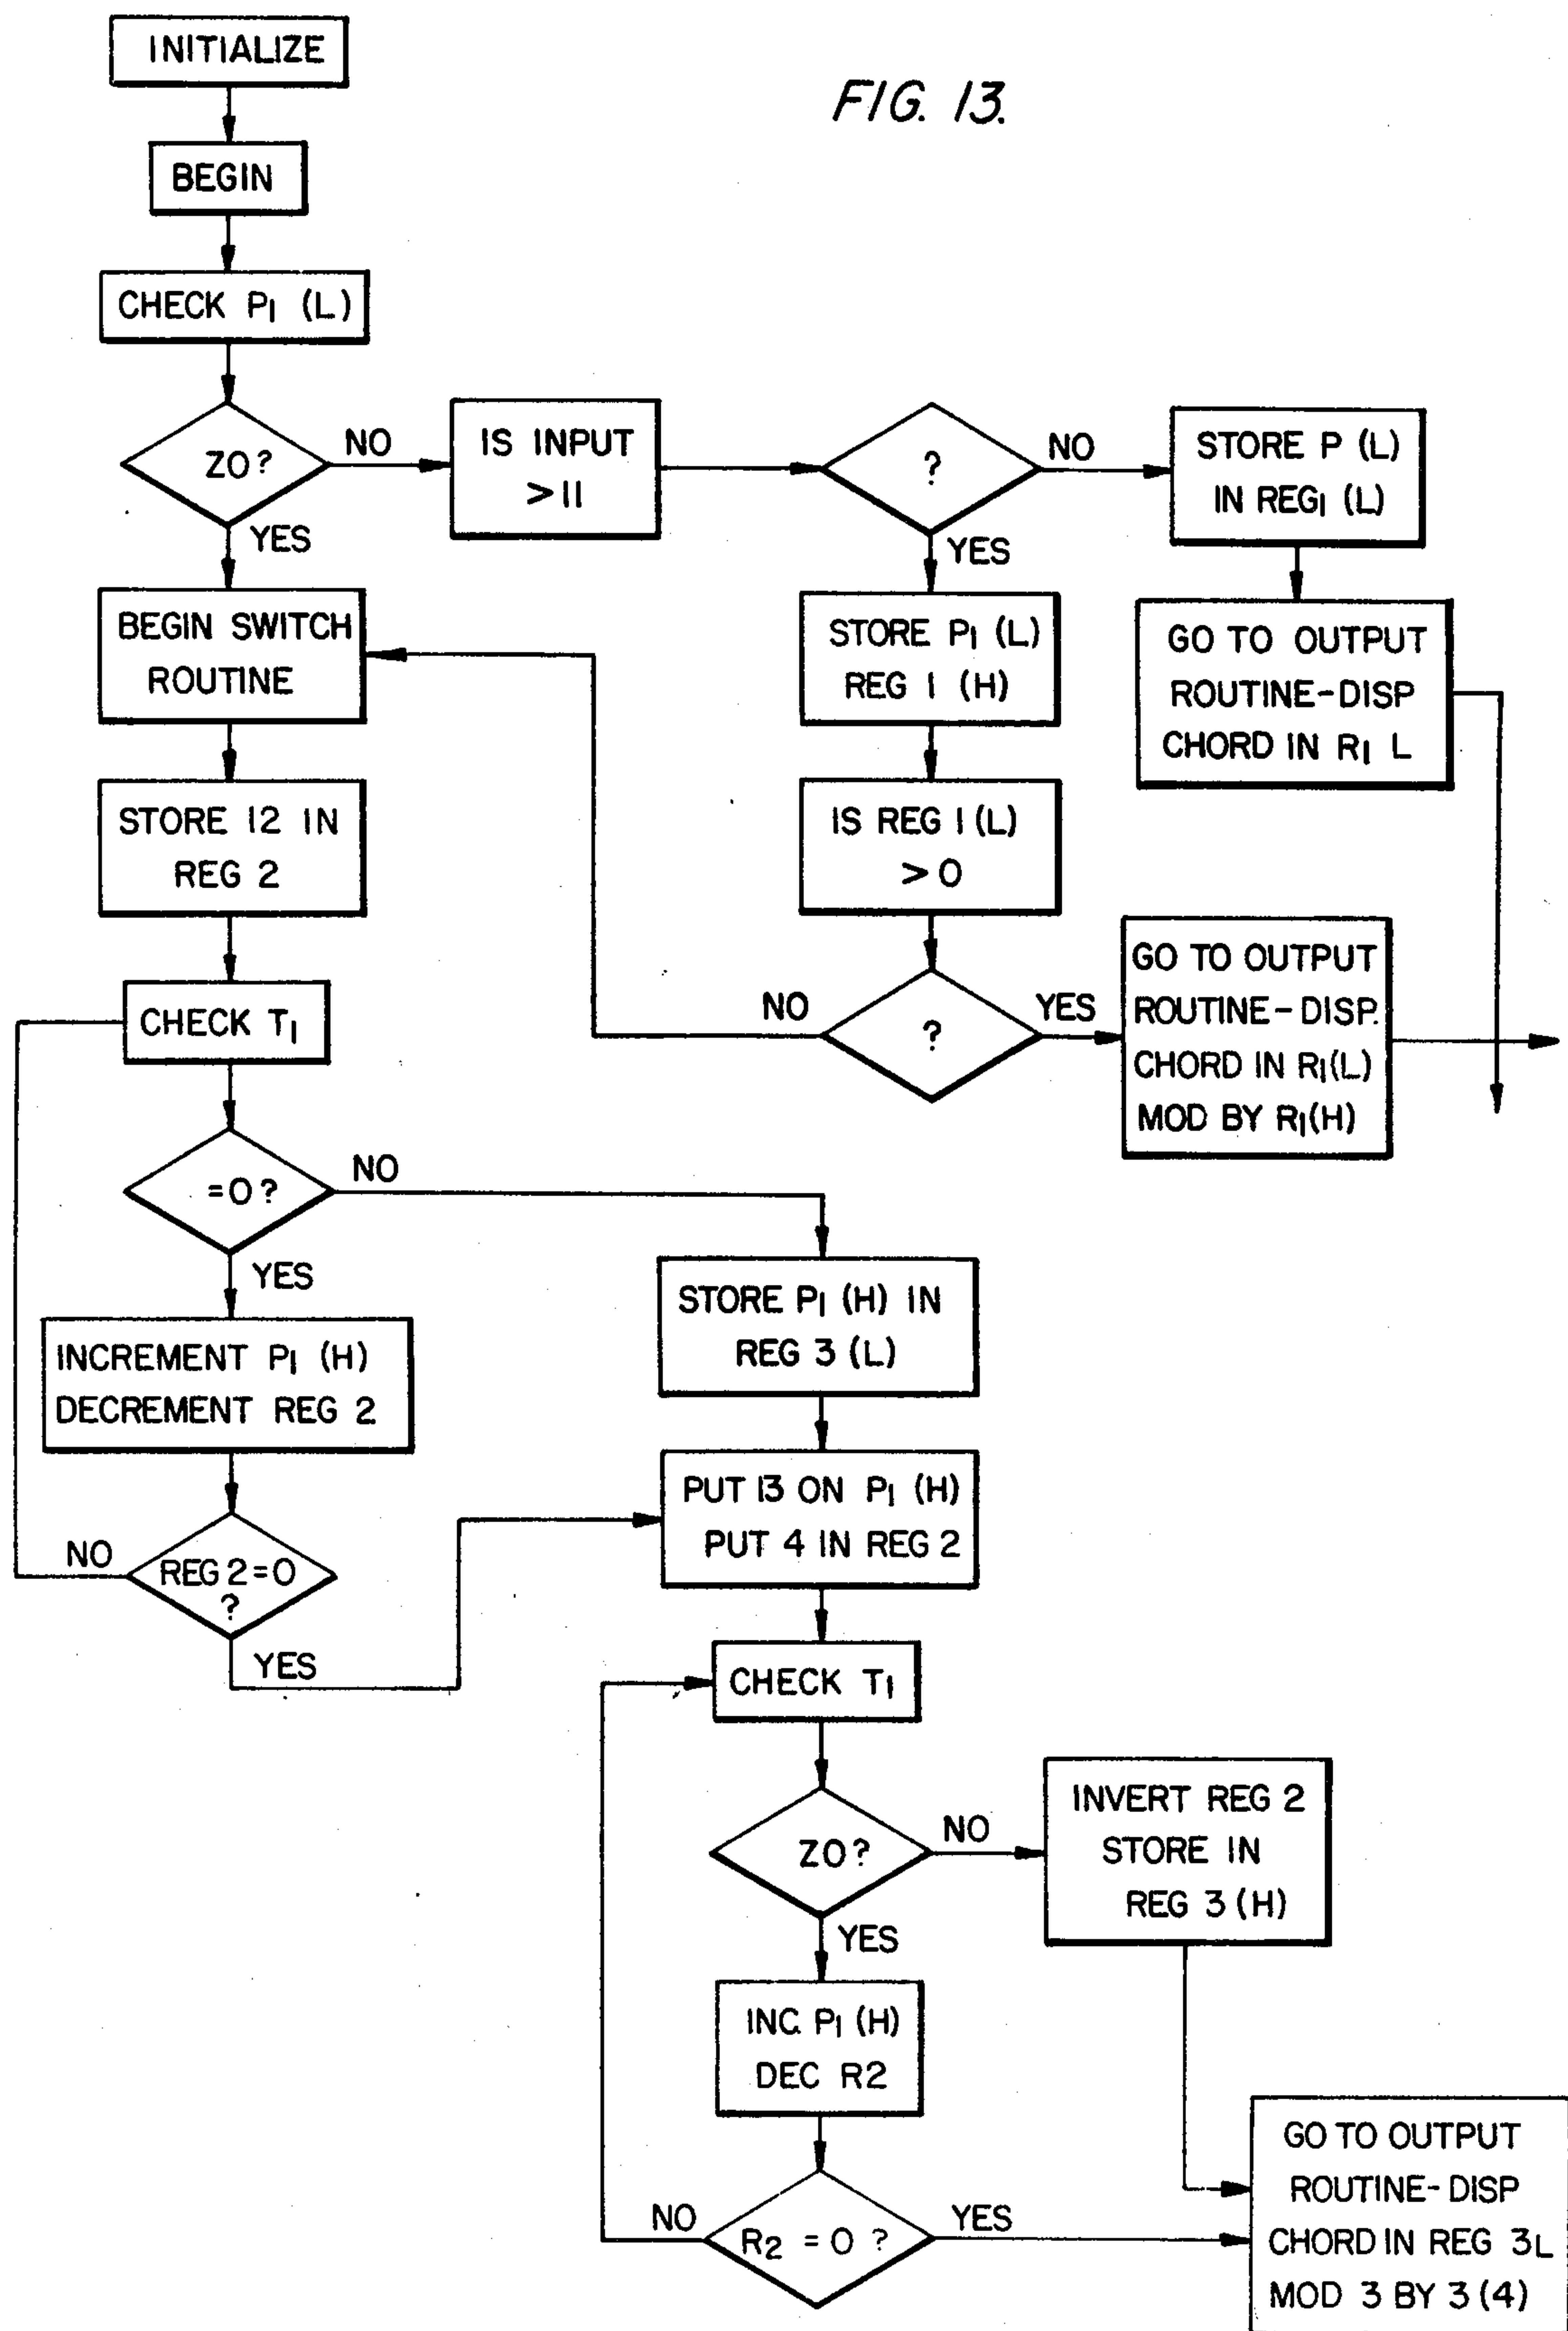 INITIALIZE
FIG. 13.
BEGIN
CHECK P1 (L)
ZO?
NO
YES
IS INPUT
>11
?
NO
YES
STORE P (L)
IN REG1 (L)
GO TO OUTPUT
ROUTINE-DISP
CHORD IN R1 L
BEGIN SWITCH
ROUTINE
STORE P1 (L)
REG 1 (H)
STORE 12 IN
REG 2
IS REG 1 (L)
>0
CHECK T1
NO
?
YES
GO TO OUTPUT
ROUTINE-DISP.
CHORD IN R1(L)
MOD BY R1(H)
=0?
NO
YES
INCREMENT P1 (H)
DECREMENT REG 2
STORE P1 (H) IN
REG 3 (L)
NO
REG 2=0
?
YES
PUT 13 ON P1 (H)
PUT 4 IN REG 2
CHECK T1
ZO?
NO
YES
INVERT REG 2
STORE IN
REG 3 (H)
INC. P1 (H)
DEC R2
NO
R2 = 0 ?
YES
GO TO OUTPUT
ROUTINE-DISP
CHORD IN REG 3L
MOD 3 BY 3 (4)